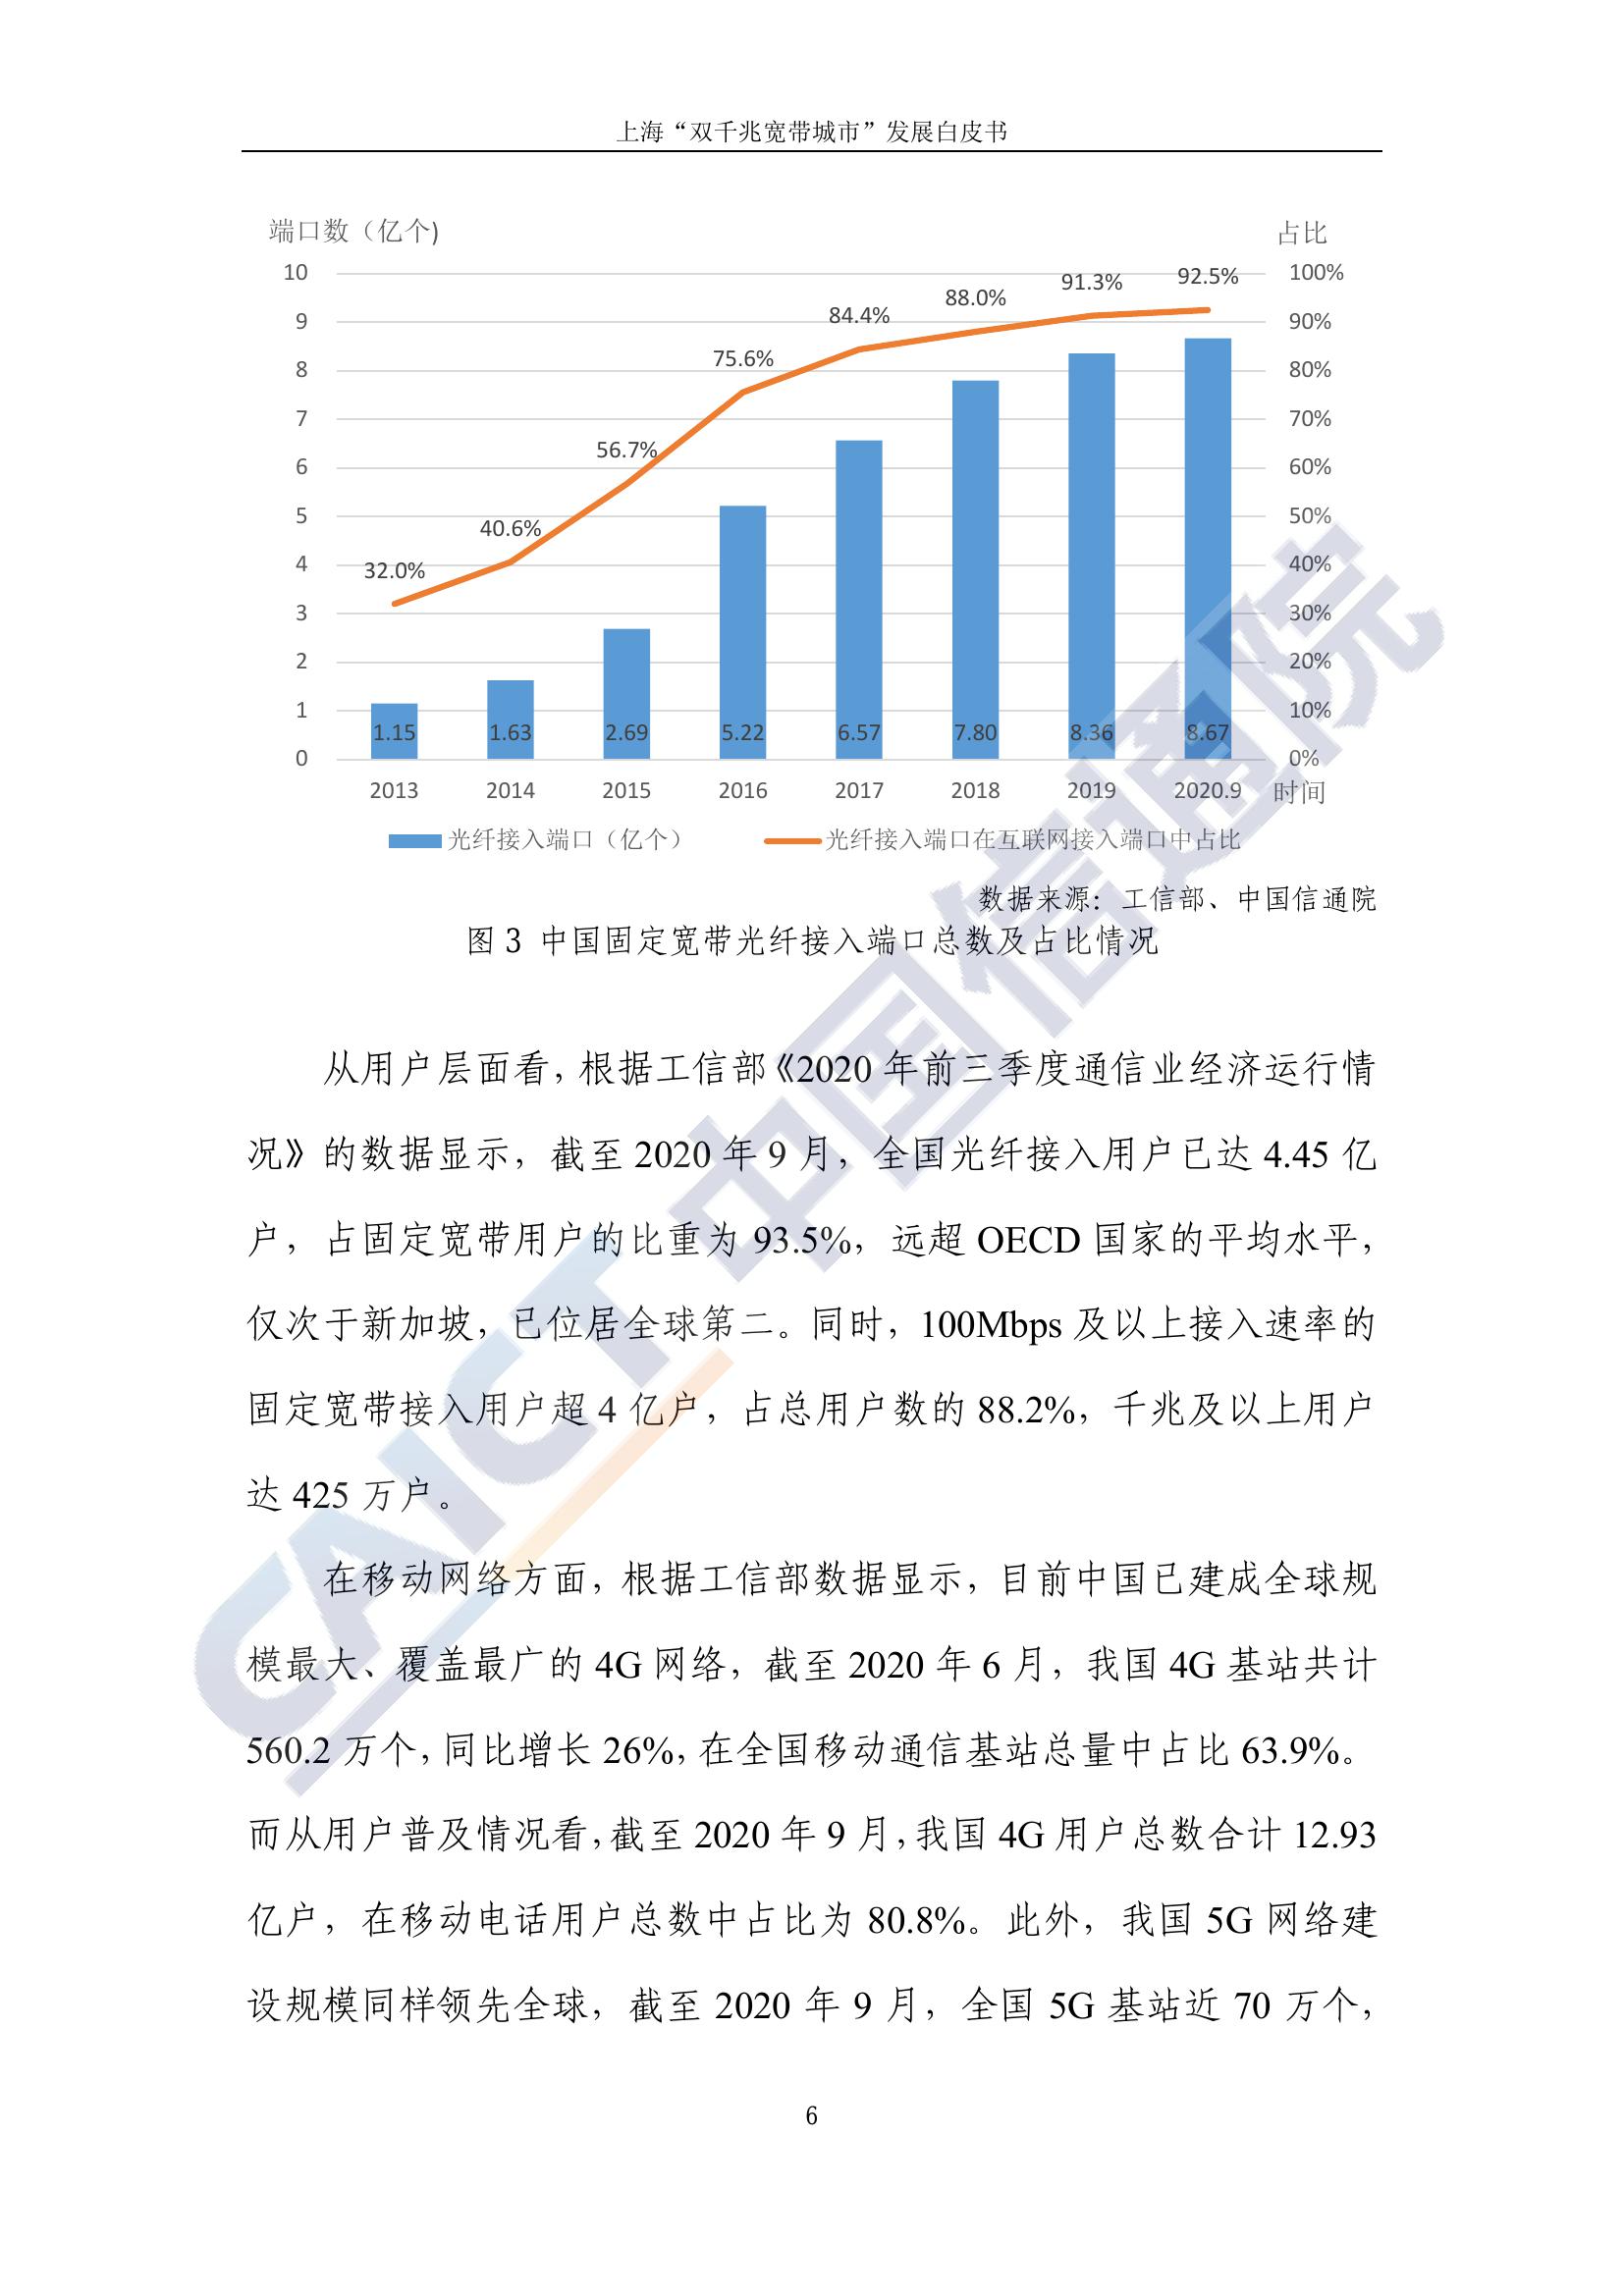 上海“双千兆宽带城市”发展白皮书
端口数（亿个)
占比
10
9
8
7
6
5
4
3
2
1
0
100%
90%
80%
70%
60%
50%
40%
30%
20%
10%
0%
32.0%
40.6%
56.7%
75.6%
84.4%
88.0%
91.3%
92.5%
1.15
1.63
2.69
5.22
6.57
7.80
8.36
8.67
2013
2014
2015
2016
2017
2018
2019
2020.9
时间
光纤接入端口（亿个）
光纤接入端口在互联网接入端口中占比
数据来源：工信部、中国信通院
图 3 中国固定宽带光纤接入端口总数及占比情况
从用户层面看，根据工信部《2020 年前三季度通信业经济运行情
况》的数据显示，截至 2020 年 9 月，全国光纤接入用户已达 4.45 亿
户，占固定宽带用户的比重为 93.5%，远超 OECD 国家的平均水平，
仅次于新加坡，已位居全球第二。同时，100Mbps 及以上接入速率的
固定宽带接入用户超 4 亿户，占总用户数的 88.2%，千兆及以上用户
达 425 万户。
在移动网络方面，根据工信部数据显示，目前中国已建成全球规
模最大、覆盖最广的 4G 网络，截至 2020 年 6 月，我国 4G 基站共计
560.2 万个，同比增长 26%，在全国移动通信基站总量中占比 63.9%。
而从用户普及情况看，截至 2020 年 9 月，我国 4G 用户总数合计 12.93
亿户，在移动电话用户总数中占比为 80.8%。此外，我国 5G 网络建
设规模同样领先全球，截至 2020 年 9 月，全国 5G 基站近 70 万个，
6
CAICT 中国信通院